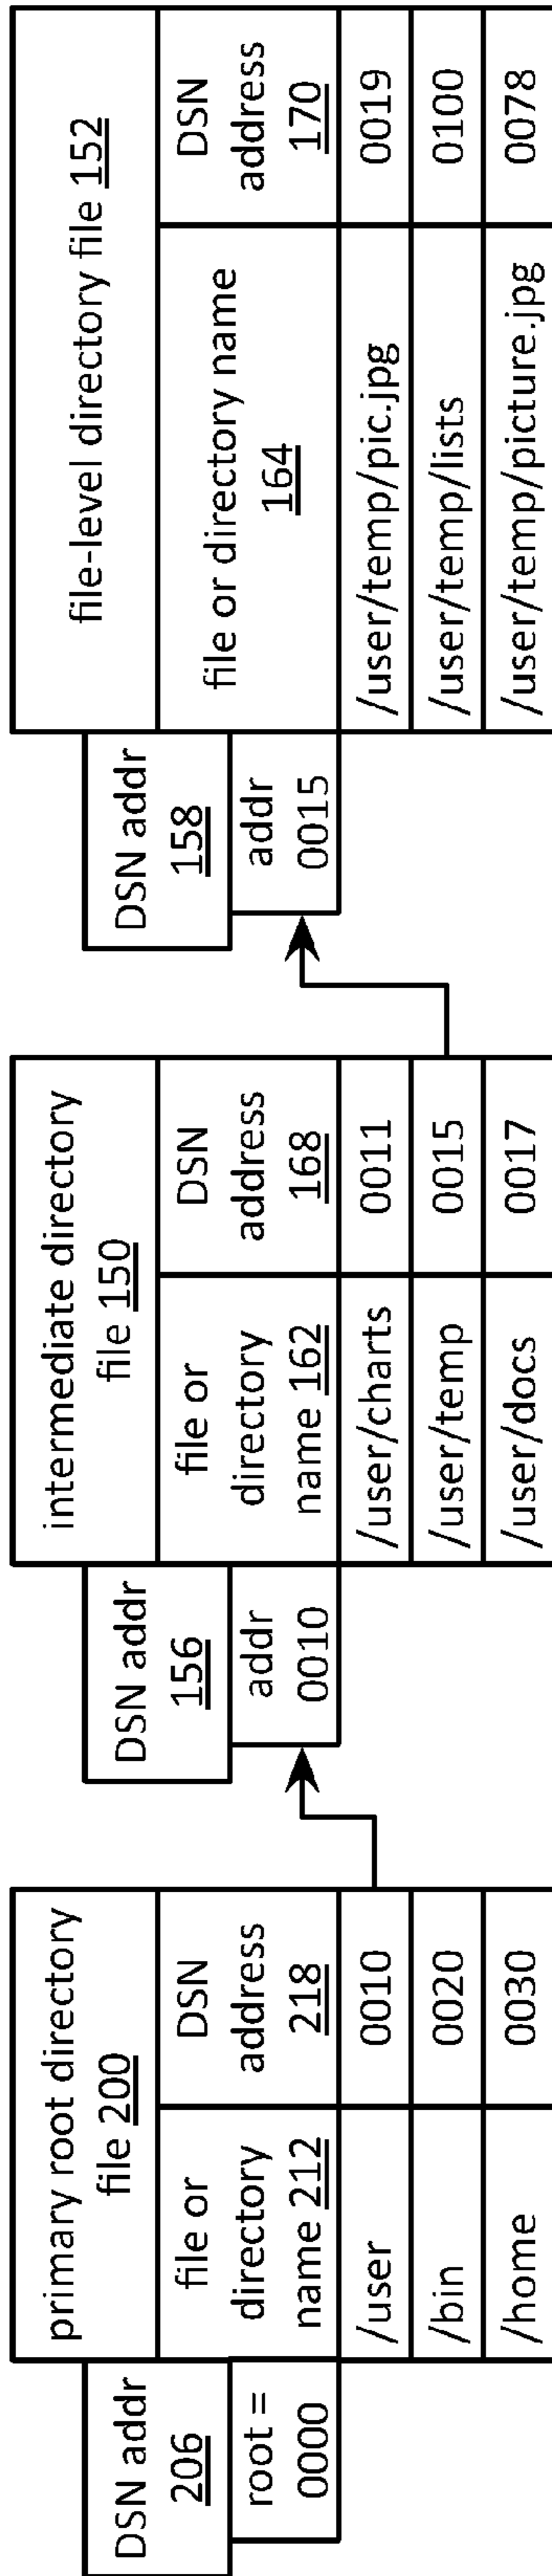 DSN addr
206
root =
0000
primary root directory
file 200
file or
directory
name 212
DSN
address
218
/user
0010
/bin
0020
/home
0030
DSN addr
156
addr
0010
intermediate directory
file 150
file or
directory
name 162
DSN
address
168
/user/charts
0011
/user/temp
0015
/user/docs
0017
DSN addr
158
addr
0015
file-level directory file 152
file or directory name
164
DSN
address
170
/user/temp/pic.jpg
0019
/user/temp/lists
0100
/user/temp/picture.jpg
0078